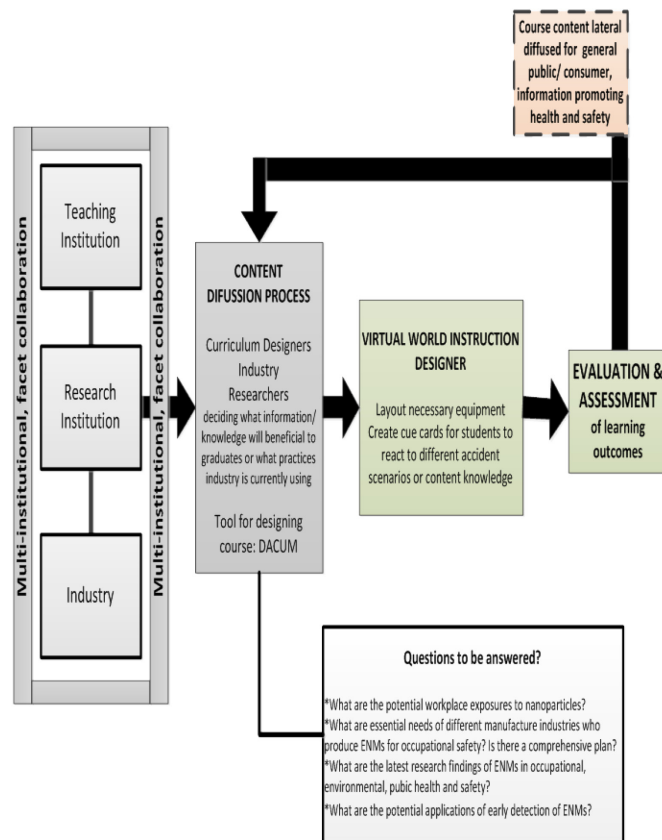 Course content lateral
diffused for general
public/ consumer,
information promoting
health and safety
Multi-institutional, facet collaboration
Teaching
Institution
Research
Institution
Industry
Multi-institutional, facet collaboration
CONTENT
DIFUSSION PROCESS
Curriculum Designers
Industry
Researchers
deciding what information/
knowledge will beneficial to
graduates or what practices
industry is currently using
Tool for designing
course: DACUM
VIRTUAL WORLD INSTRUCTION
DESIGNER
Layout necessary equipment
Create cue cards for students to
react to different accident
scenarios or content knowledge
EVALUATION &
ASSESSMENT
of learning
outcomes
Questions to be answered?
*What are the potential workplace exposures to nanoparticles?
*What are essential needs of different manufacture industries who
produce ENMs for occupational safety? Is there a comprehensive plan?
*What are the latest research findings of ENMs in occupational,
environmental, pubic health and safety?
*What are the potential applications of early detection of ENMs?